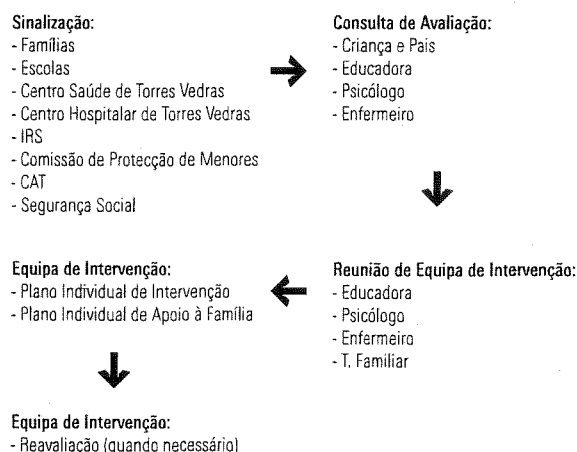 Sinalização:
- Famílias
- Escolas
- Centro Saúde de Torres Vedras
- Centro Hospitalar de Torres Vedras
- IRS
- Comissão de Protecção de Menores
- CAT
- Segurança Social
Consulta de Avaliação:
- Criança e Pais
- Educadora
- Psicólogo
- Enfermeiro
Reunião de Equipa de Intervenção:
- Educadora
- Psicólogo
- Enfermeiro
- T. Familiar
Equipa de Intervenção:
- Plano Individual de Intervenção
- Plano Individual de Apoio à Família
Equipa de Intervenção:
- Reavaliação (quando necessário)